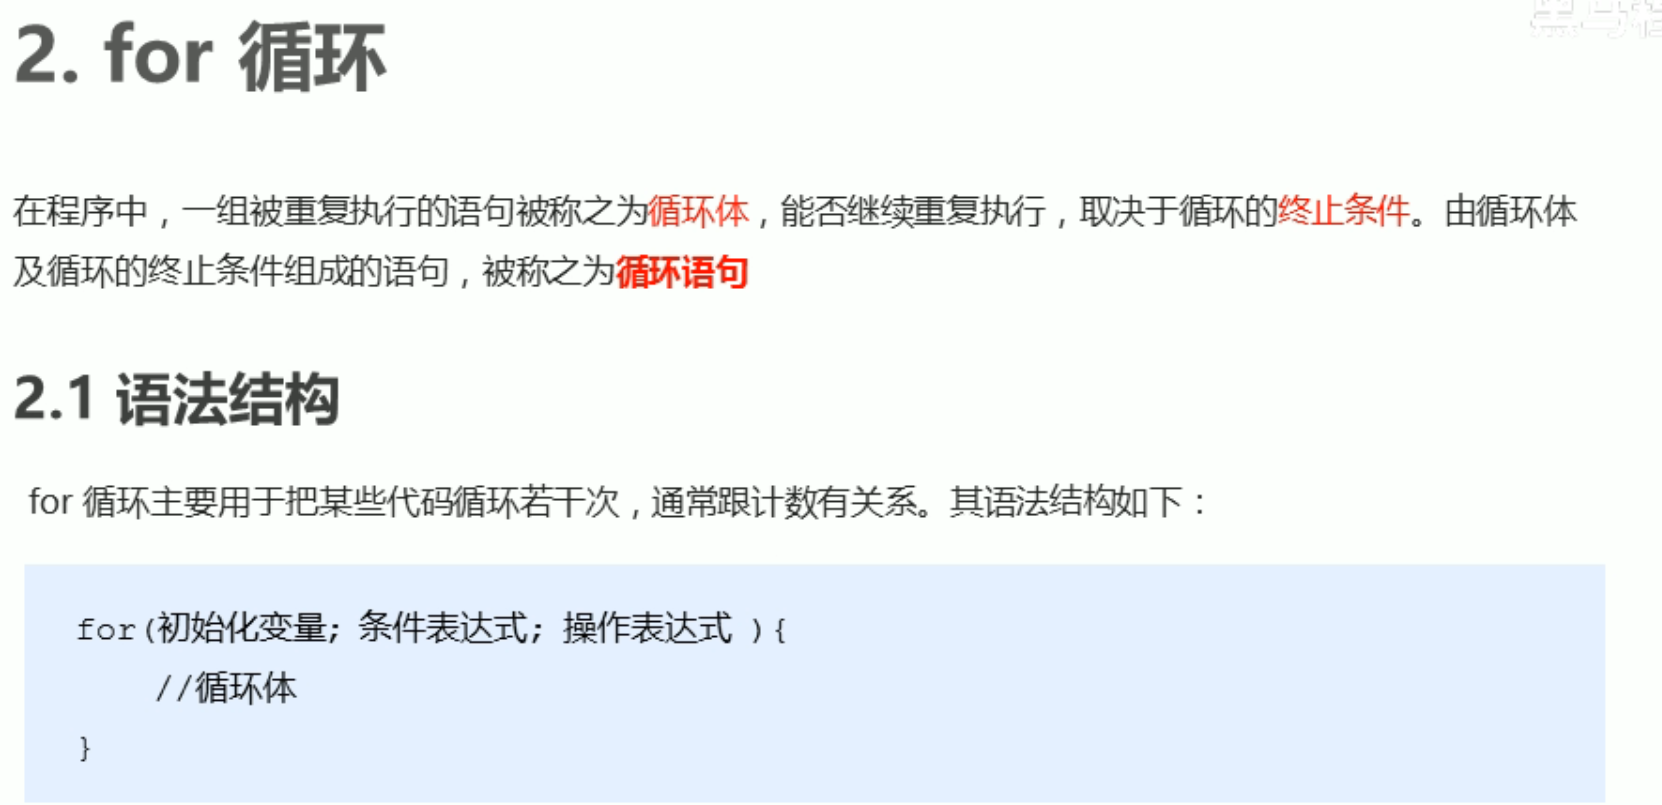 黑马程
2. for 循环
在程序中，一组被重复执行的语句被称之为循环体，能否继续重复执行，取决于循环的终止条件。由循环体
及循环的终止条件组成的语句，被称之为循环语句
2.1 语法结构
for 循环主要用于把某些代码循环若干次，通常跟计数有关系。其语法结构如下：
for(初始化变量; 条件表达式; 操作表达式 ){
//循环体
}